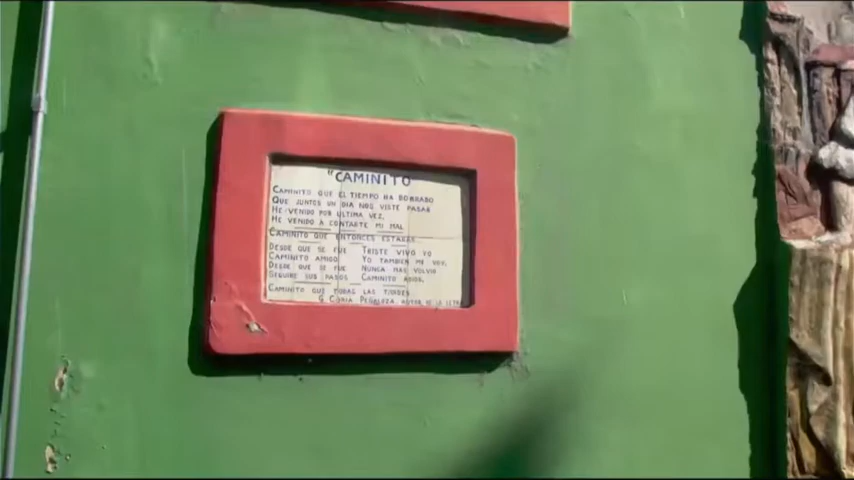 "CAMINITO
CAMINITO QUE EL TIEMPO HA BORRADO
QUE JUNTOS UN DIA NOS VISTE PASAR
HE VENIDO POR ULTIMA VEZ,
HE VENIDO A CONTARTE MI MAL
CAMINITO QUE ENTONCES ESTABAS
DESDE QUE SE FUE TRISTE VIVO YO
CAMINITO AMIGO YO TAMBIEN ME VOY.
DESDE QUE SE FUE NUNCA MAS VOLVIO
SEGUIRE SUS PASOS CAMINITO ADIOS.
CAMINITO QUE TODAS LAS TARDES
G. CORIA PEÑALOZA. AUTOR DE LA LETRA